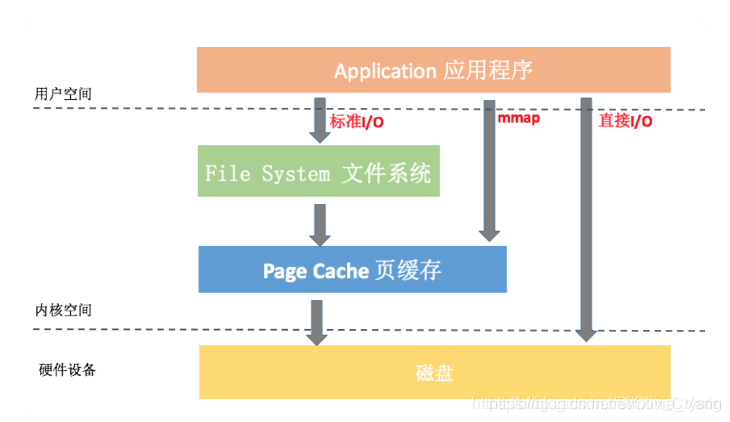 Application 应用程序
用户空间
标准I/O
mmap
直接I/O
File System 文件系统
Page Cache 页缓存
内核空间
硬件设备
磁盘